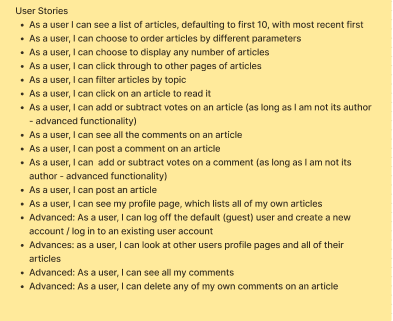 User Stories
• As a user I can see a list of articles, defaulting to first 10, with most recent first
• As a user, I can choose to order articles by different parameters
• As a user, I can choose to display any number of articles
• As a user, I can click through to other pages of articles
• As a user, I can filter articles by topic
• As a user, I can click on an article to read it
• As a user, I can add or subtract votes on an article (as long as I am not its author
- advanced functionality)
• As a user, I can see all the comments on an article
• As a user, I can post a comment on an article
• As a user, I can add or subtract votes on a comment (as long as I am not its
author - advanced functionality)
• As a user, I can post an article
• As a user, I can see my profile page, which lists all of my own articles
• Advanced: As a user, I can log off the default (guest) user and create a new
account / log in to an existing user account
• Advances: as a user, I can look at other users profile pages and all of their
articles
• Advanced: As a user, I can see all my comments
• Advanced: As a user, I can delete any of my own comments on an article